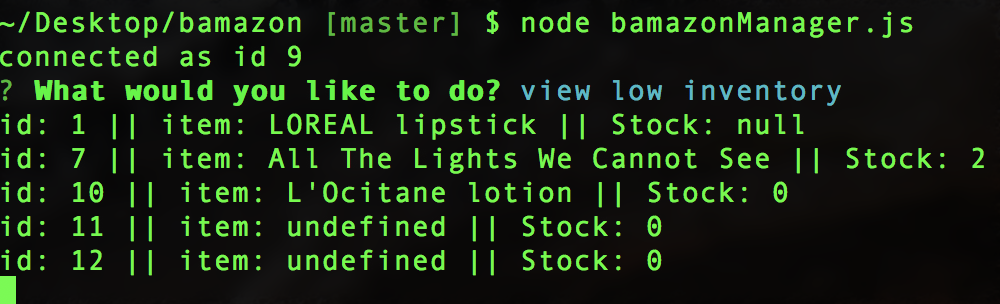 ~/Desktop/bamazon [master] $ node bamazonManager.js
connected as id 9
? What would you like to do? view low inventory
id: 1 || item: LOREAL lipstick || Stock: null
id: 7 || item: All The Lights We Cannot See || Stock: 2
id: 10 || item: L'Ocitane lotion || Stock: 0
id: 11 || item: undefined || Stock: 0
id: 12 || item: undefined || Stock: 0